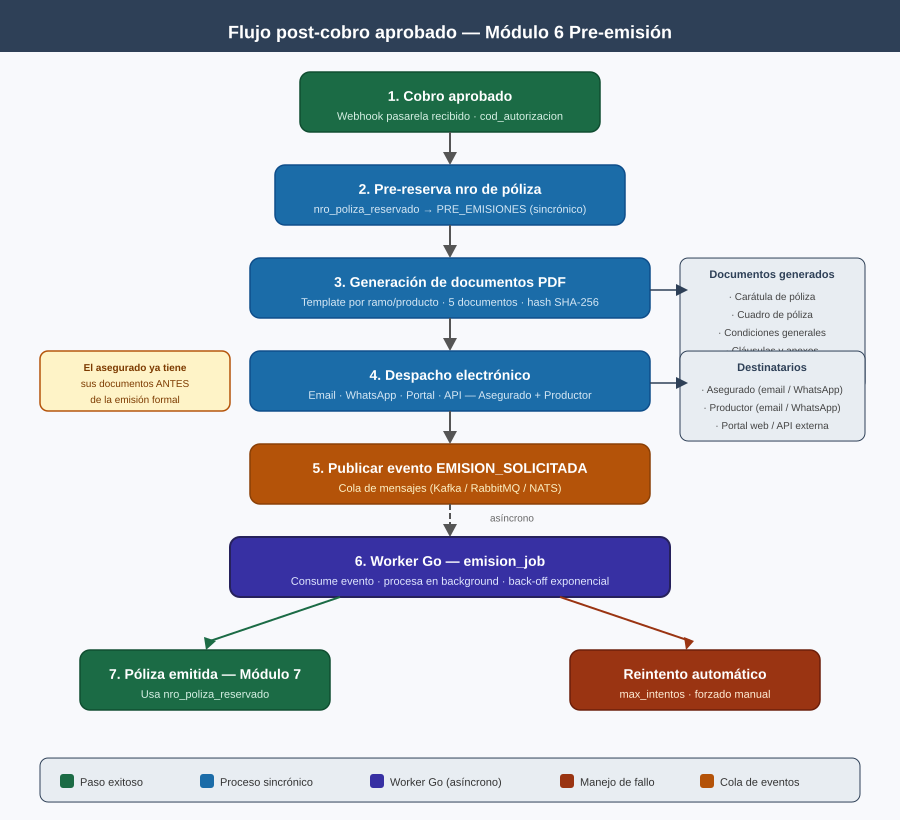 Flujo post-cobro aprobado — Módulo 6 Pre-emisión
1. Cobro aprobado
Webhook pasarela recibido · cod_autorizacion
2. Pre-reserva nro de póliza
nro_poliza_reservado → PRE_EMISIONES (sincrónico)
3. Generación de documentos PDF
Template por ramo/producto · 5 documentos · hash SHA-256
Documentos generados
· Carátula de póliza
· Cuadro de póliza
· Condiciones generales
· Cláusulas y anexos
El asegurado ya tiene
sus documentos ANTES
de la emisión formal
4. Despacho electrónico
Email · WhatsApp · Portal · API — Asegurado + Productor
Destinatarios
· Asegurado (email / WhatsApp)
· Productor (email / WhatsApp)
· Portal web / API externa
5. Publicar evento EMISION_SOLICITADA
Cola de mensajes (Kafka / RabbitMQ / NATS)
asíncrono
6. Worker Go — emision_job
Consume evento · procesa en background · back-off exponencial
7. Póliza emitida — Módulo 7
Usa nro_poliza_reservado
Reintento automático
max_intentos · forzado manual
Paso exitoso
Proceso sincrónico
Worker Go (asíncrono)
Manejo de fallo
Cola de eventos